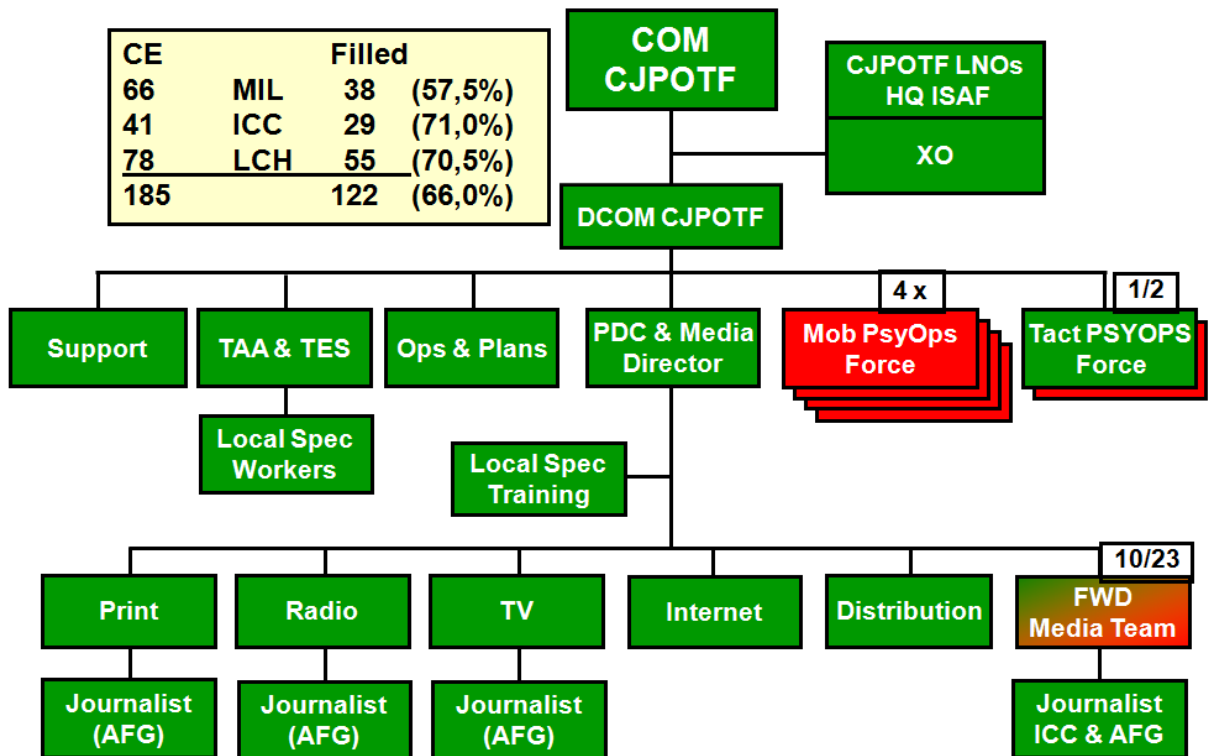 CE Filled
66 MIL 38 (57,5%)
41 ICC 29 (71,0%)
78 LCH 55 (70,5%)
185 122 (66,0%)
COM
CJPOTF
CJPOTF LNOs
HQ ISAF
XO
DCOM CJPOTF
Support
TAA & TES
Ops & Plans
PDC & Media
Director
4 x
Mob PsyOps
Force
1/2
Tact PSYOPS
Force
Local Spec
Workers
Local Spec
Training
Print
Radio
TV
Internet
Distribution
10/23
FWD
Media Team
Journalist
(AFG)
Journalist
(AFG)
Journalist
(AFG)
Journalist
ICC & AFG